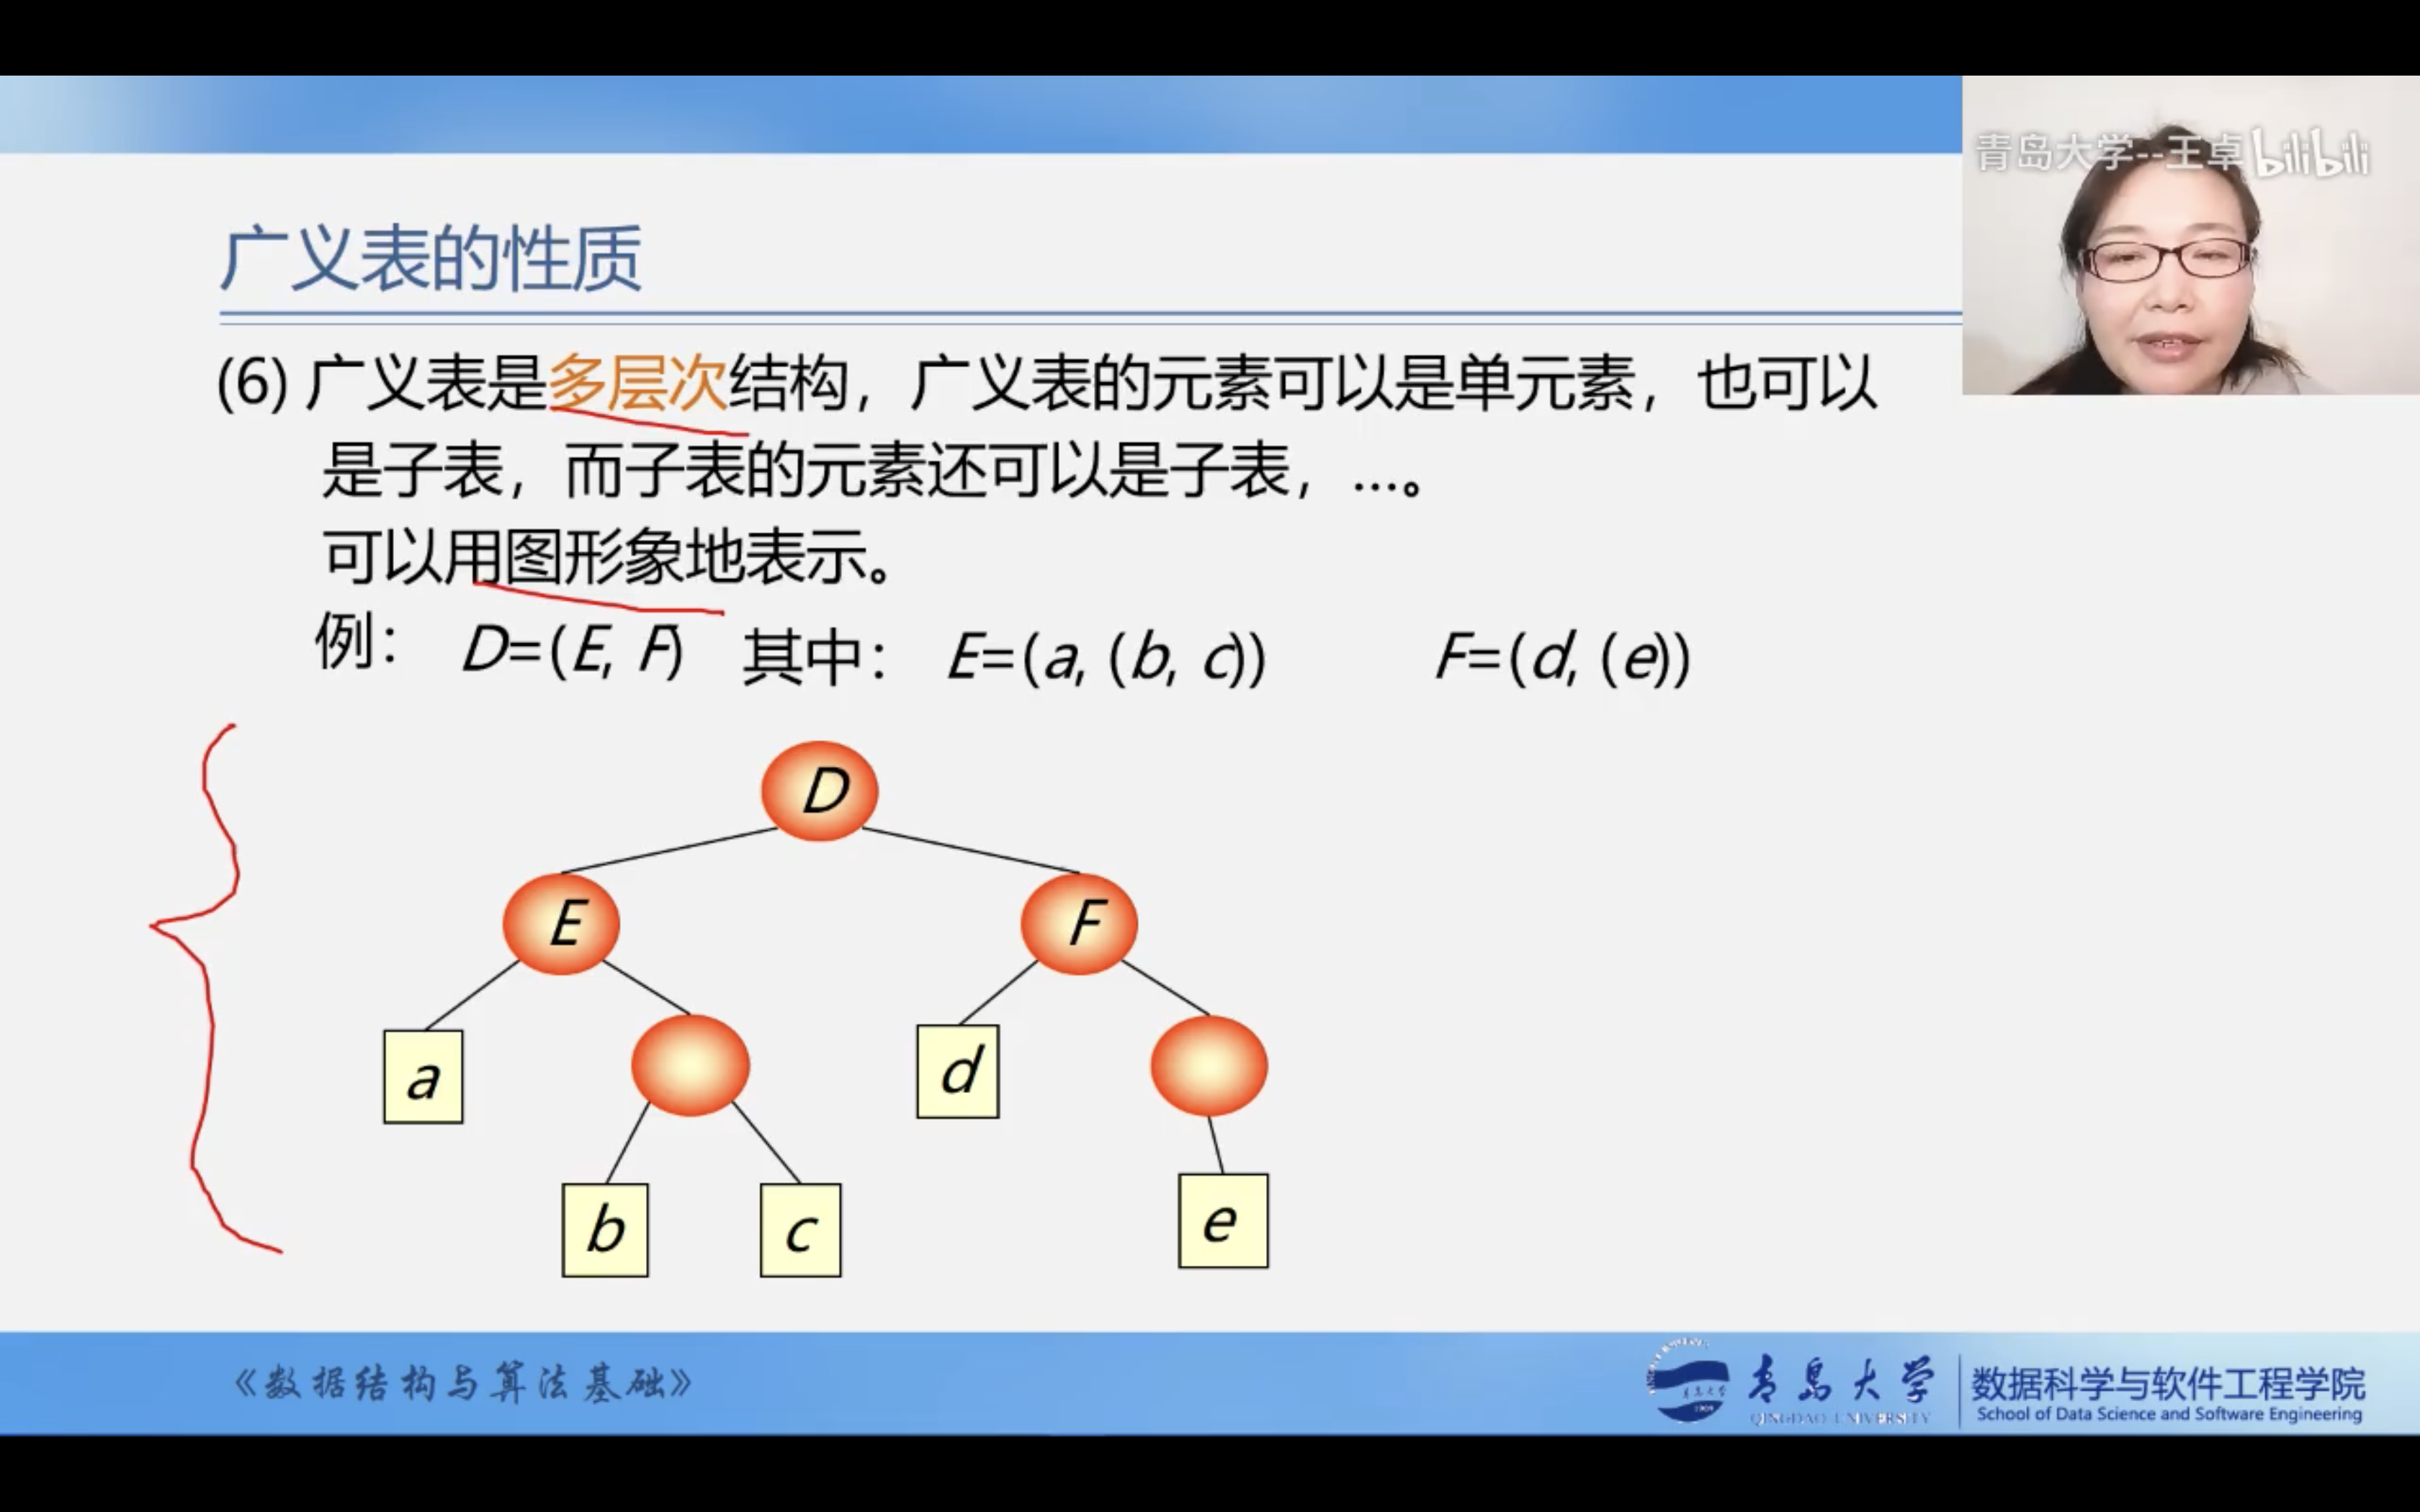 青岛大学--王卓 bilibili
广义表的性质
(6) 广义表是多层次结构，广义表的元素可以是单元素，也可以
是子表，而子表的元素还可以是子表，…。
可以用图形象地表示。
例： D=(E, F) 其中： E=(a, (b, c)) F=(d, (e))
D
E F
a d
b c e
《数据结构与算法基础》
青岛大学
QINGDAO UNIVERSITY
数据科学与软件工程学院
School of Data Science and Software Engineering